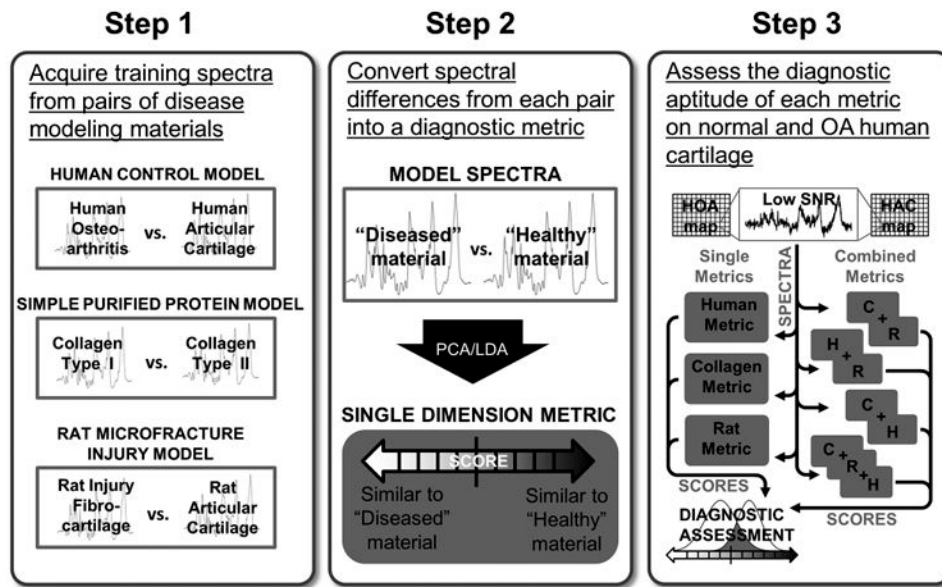 Step 1
Acquire training spectra
from pairs of disease
modeling materials
HUMAN CONTROL MODEL
Human
Osteo-
arthritis
vs.
Human
Articular
Cartilage
SIMPLE PURIFIED PROTEIN MODEL
Collagen
Type I
vs.
Collagen
Type II
RAT MICROFRACTURE
INJURY MODEL
Rat Injury
Fibro-
cartilage
vs.
Rat
Articular
Cartilage
Step 2
Convert spectral
differences from each pair
into a diagnostic metric
MODEL SPECTRA
“Diseased”
material
vs.
“Healthy”
material
PCA/LDA
SINGLE DIMENSION METRIC
SCORE
Similar to
“Diseased”
material
Similar to
“Healthy”
material
Step 3
Assess the diagnostic
aptitude of each metric
on normal and OA human
cartilage
HOA
map
Low SNR
HAC
map
Single
Metrics
SPECTRA
Combined
Metrics
Human
Metric
Collagen
Metric
Rat
Metric
C
+
R
H
+
R
C
+
H
C
+
R
+
H
SCORES
SCORES
DIAGNOSTIC
ASSESSMENT